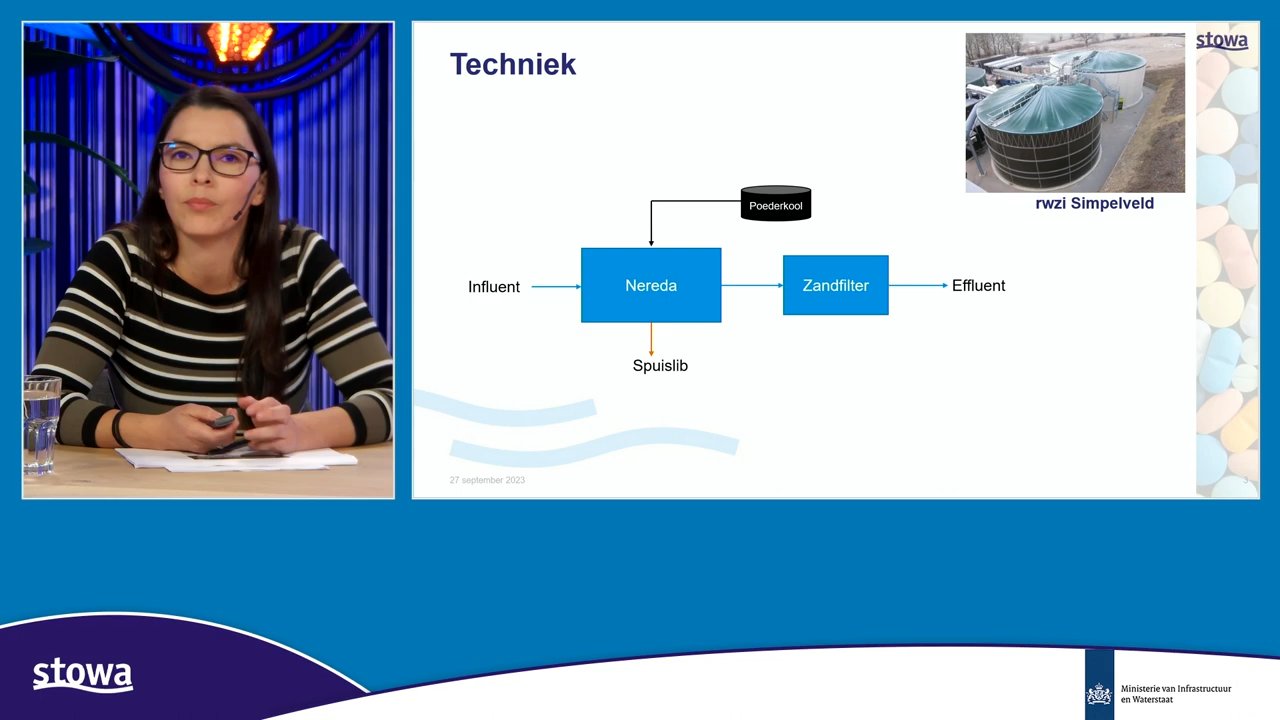 Techniek
stowa
rwzi Simpelveld
Poederkool
Influent
Nereda
Zandfilter
Effluent
Spuislib
27 september 2023
3
stowa
Ministerie van Infrastructuur
en Waterstaat